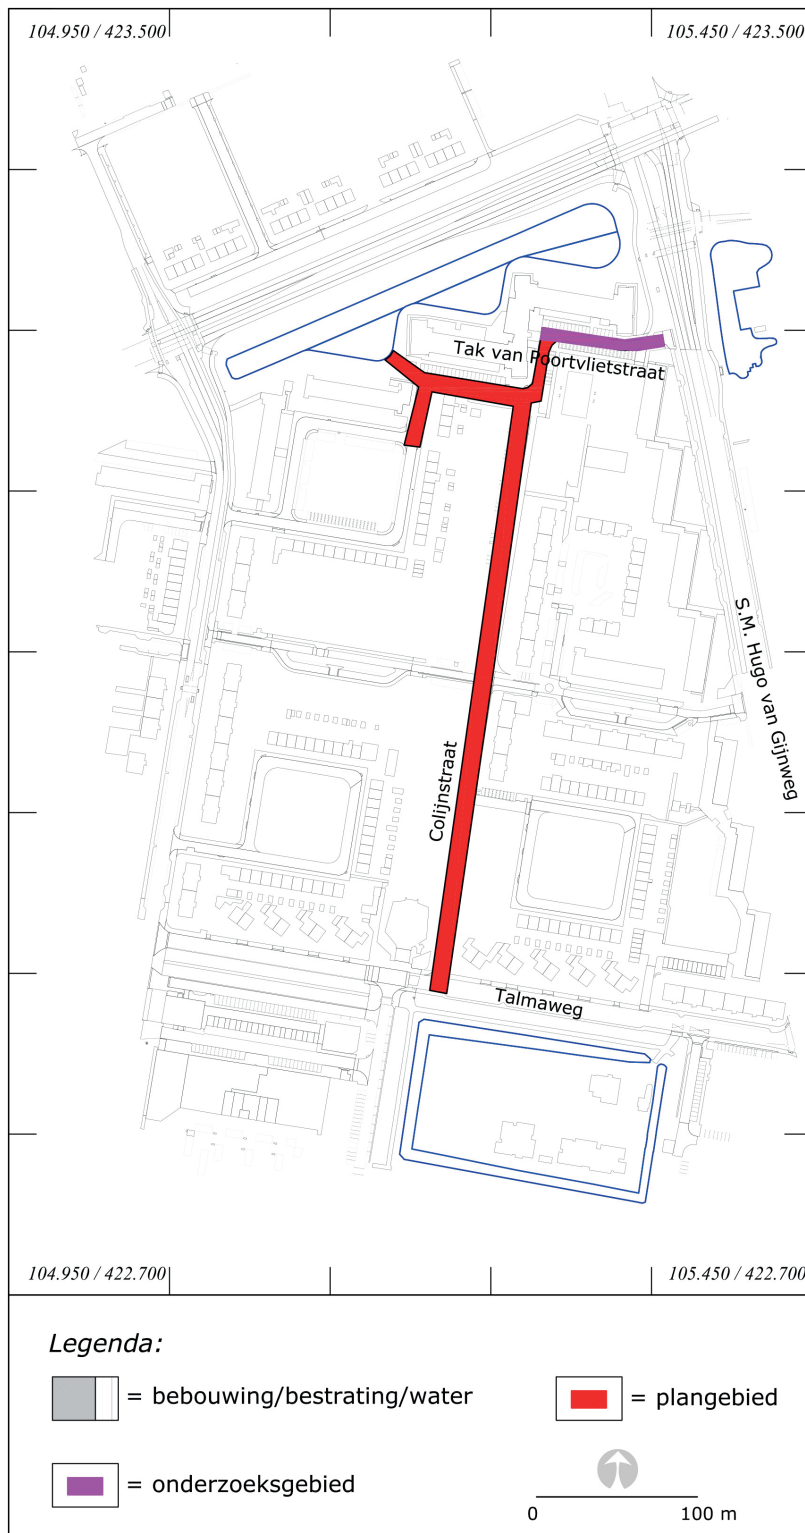 104.950 / 423.500
105.450 / 423.500
Tak van Poortvlietstraat
S.M. Hugo van Gijnweg
Colijnstraat
Talmaweg
104.950 / 422.700
105.450 / 422.700
Legenda:
= bebouwing/bestrating/water
= plangebied
= onderzoeksgebied
0
100 m